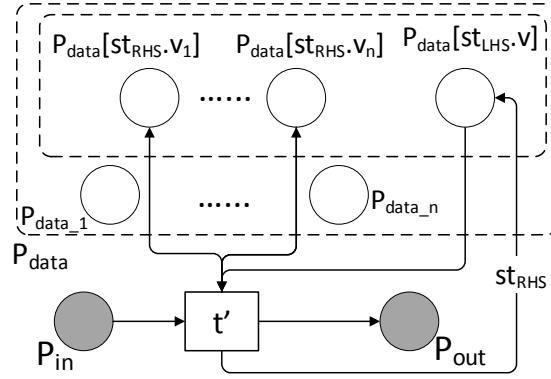 P_data[st_RHS.v_1] P_data[st_RHS.v_n] P_data[st_LHS.v]
...... 
P_data_1 ...... P_data_n
P_data
st_RHS
t'
P_in P_out